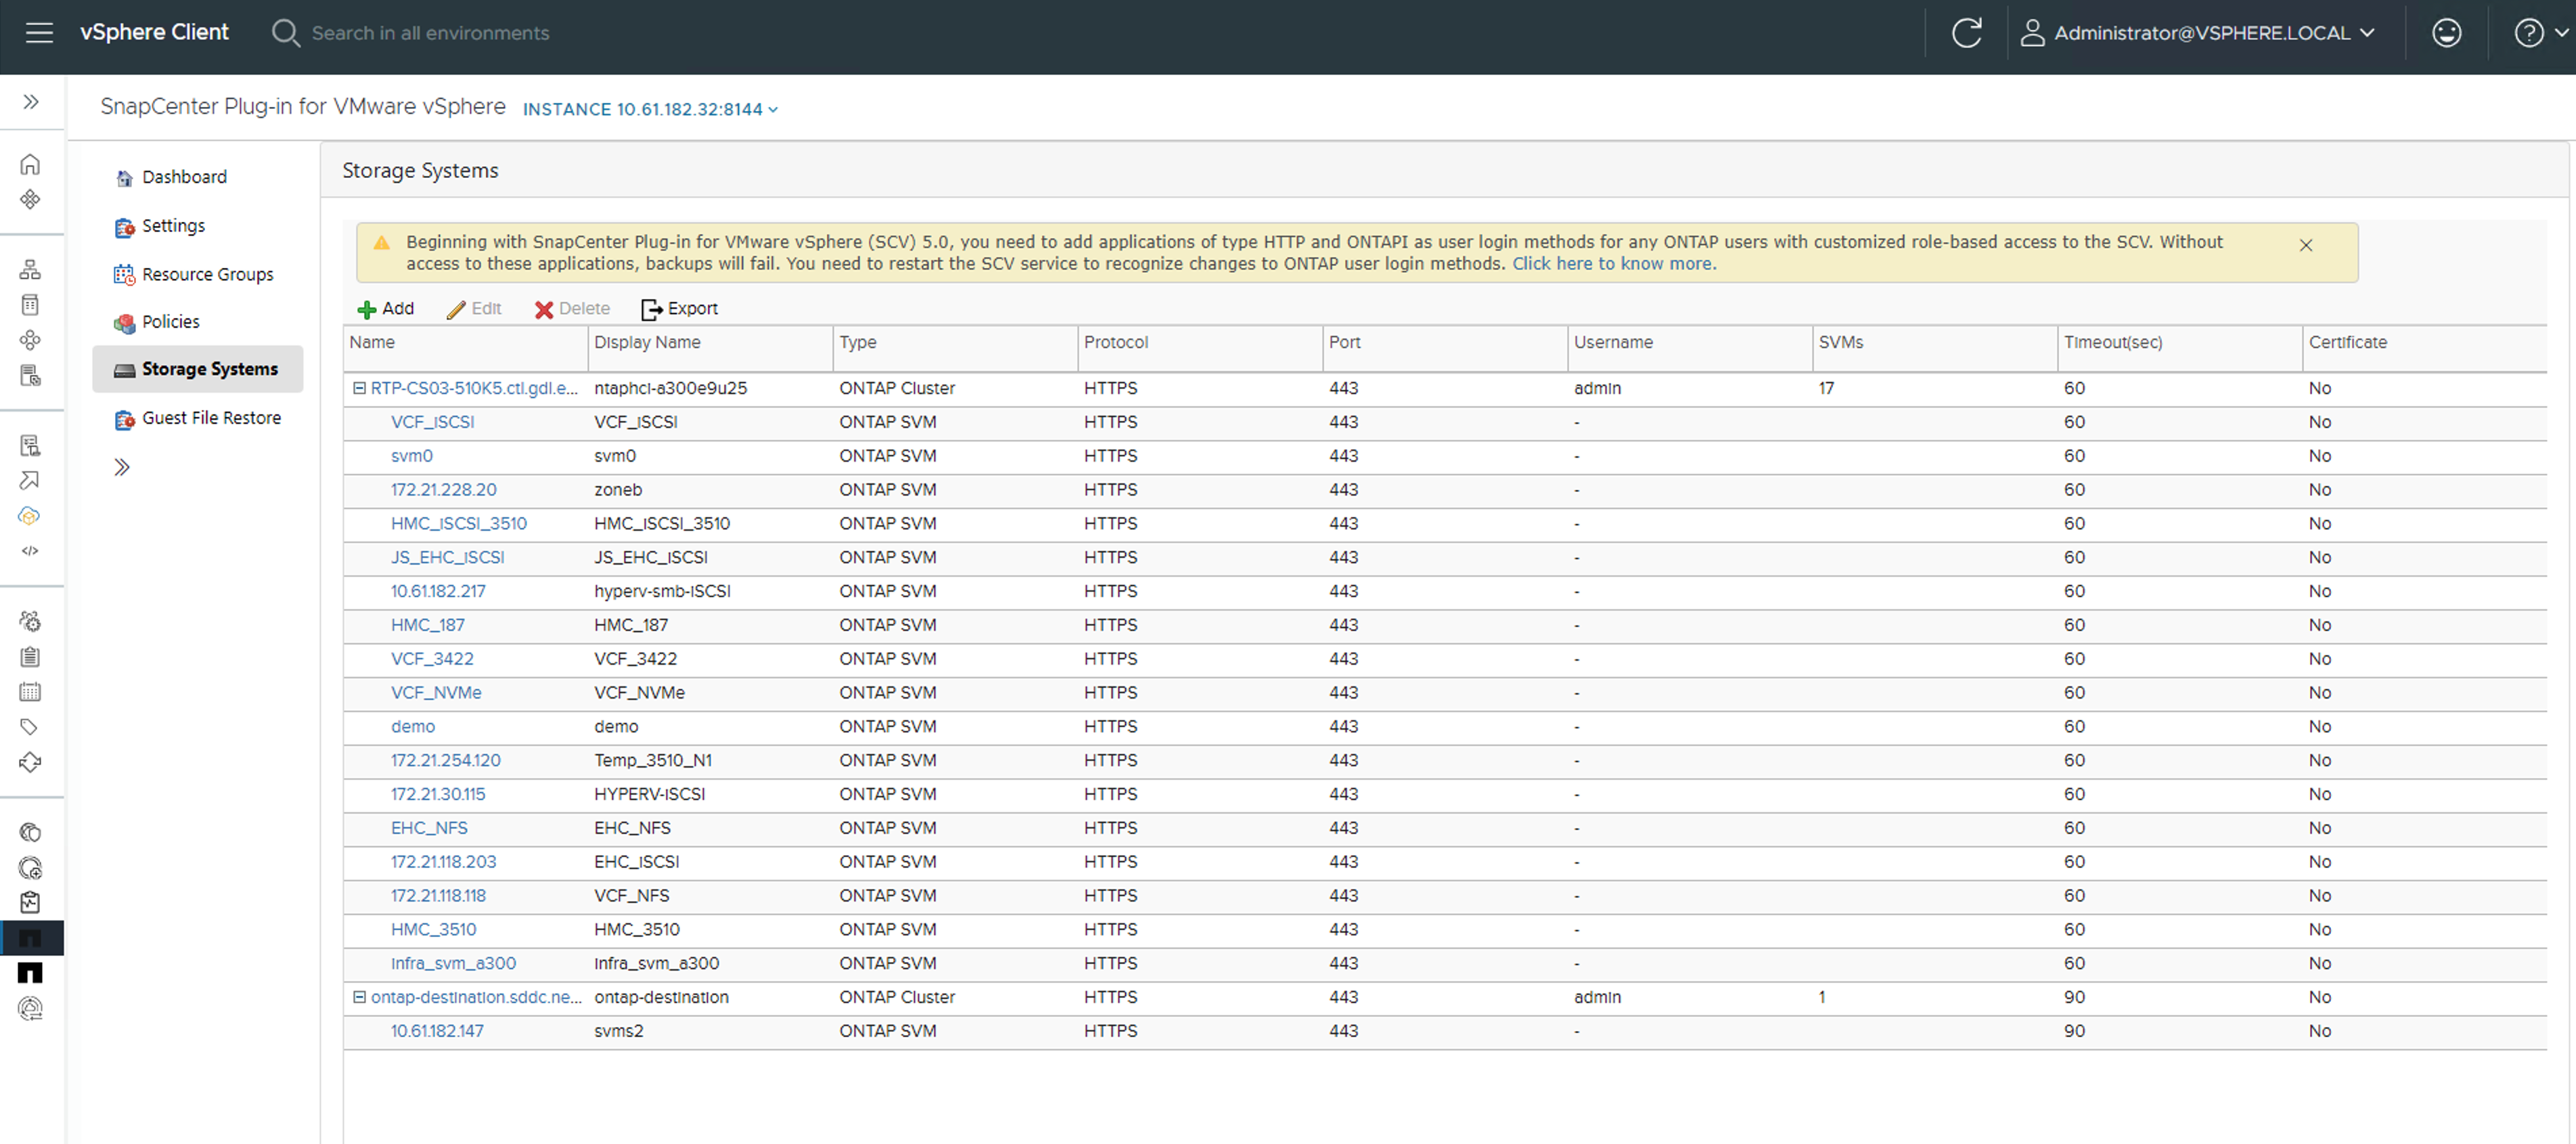 vSphere Client
Search in all environments
Administrator@VSPHERE.LOCAL
SnapCenter Plug-in for VMware vSphere INSTANCE 10.61.182.32:8144
Dashboard
Settings
Resource Groups
Policies
Storage Systems
Guest File Restore
Storage Systems
Beginning with SnapCenter Plug-in for VMware vSphere (SCV) 5.0, you need to add applications of type HTTP and ONTAPI as user login methods for any ONTAP users with customized role-based access to the SCV. Without
access to these applications, backups will fail. You need to restart the SCV service to recognize changes to ONTAP user login methods. Click here to know more.
Add Edit Delete Export
Name Display Name Type Protocol Port Username SVMs Timeout(sec) Certificate
RTP-CS03-510K5.ctl.gdl.e... ntaphci-a300e9u25 ONTAP Cluster HTTPS 443 admin 17 60 No
VCF_iSCSI VCF_iSCSI ONTAP SVM HTTPS 443 - 60 No
svm0 svm0 ONTAP SVM HTTPS 443 - 60 No
172.21.228.20 zoneb ONTAP SVM HTTPS 443 - 60 No
HMC_iSCSI_3510 HMC_iSCSI_3510 ONTAP SVM HTTPS 443 - 60 No
JS_EHC_iSCSI JS_EHC_iSCSI ONTAP SVM HTTPS 443 - 60 No
10.61.182.217 hyperv-smb-iSCSI ONTAP SVM HTTPS 443 - 60 No
HMC_187 HMC_187 ONTAP SVM HTTPS 443 - 60 No
VCF_3422 VCF_3422 ONTAP SVM HTTPS 443 - 60 No
VCF_NVMe VCF_NVMe ONTAP SVM HTTPS 443 - 60 No
demo demo ONTAP SVM HTTPS 443 - 60 No
172.21.254.120 Temp_3510_N1 ONTAP SVM HTTPS 443 - 60 No
172.21.30.115 HYPERV-iSCSI ONTAP SVM HTTPS 443 - 60 No
EHC_NFS EHC_NFS ONTAP SVM HTTPS 443 - 60 No
172.21.118.203 EHC_iSCSI ONTAP SVM HTTPS 443 - 60 No
172.21.118.118 VCF_NFS ONTAP SVM HTTPS 443 - 60 No
HMC_3510 HMC_3510 ONTAP SVM HTTPS 443 - 60 No
Infra_svm_a300 Infra_svm_a300 ONTAP SVM HTTPS 443 - 60 No
ontap-destination.sddc.ne... ontap-destination ONTAP Cluster HTTPS 443 admin 1 90 No
10.61.182.147 svms2 ONTAP SVM HTTPS 443 - 90 No